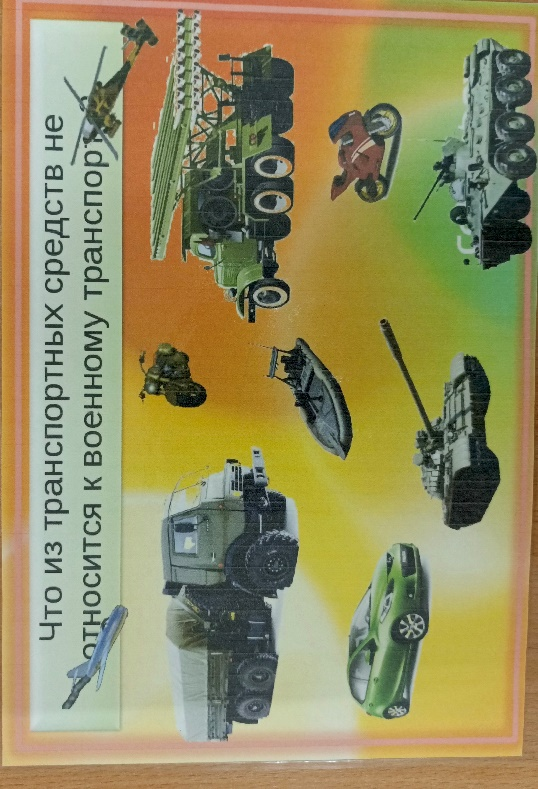 Что из транспортных средств не
относится к военному транспорт